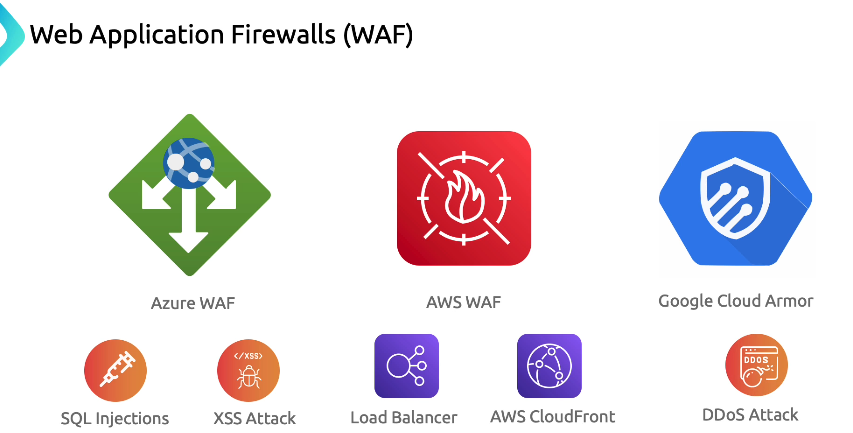 Web Application Firewalls (WAF)
Azure WAF
AWS WAF
Google Cloud Armor
</XSS>
DDOS
SQL Injections
XSS Attack
Load Balancer
AWS CloudFront
DDoS Attack